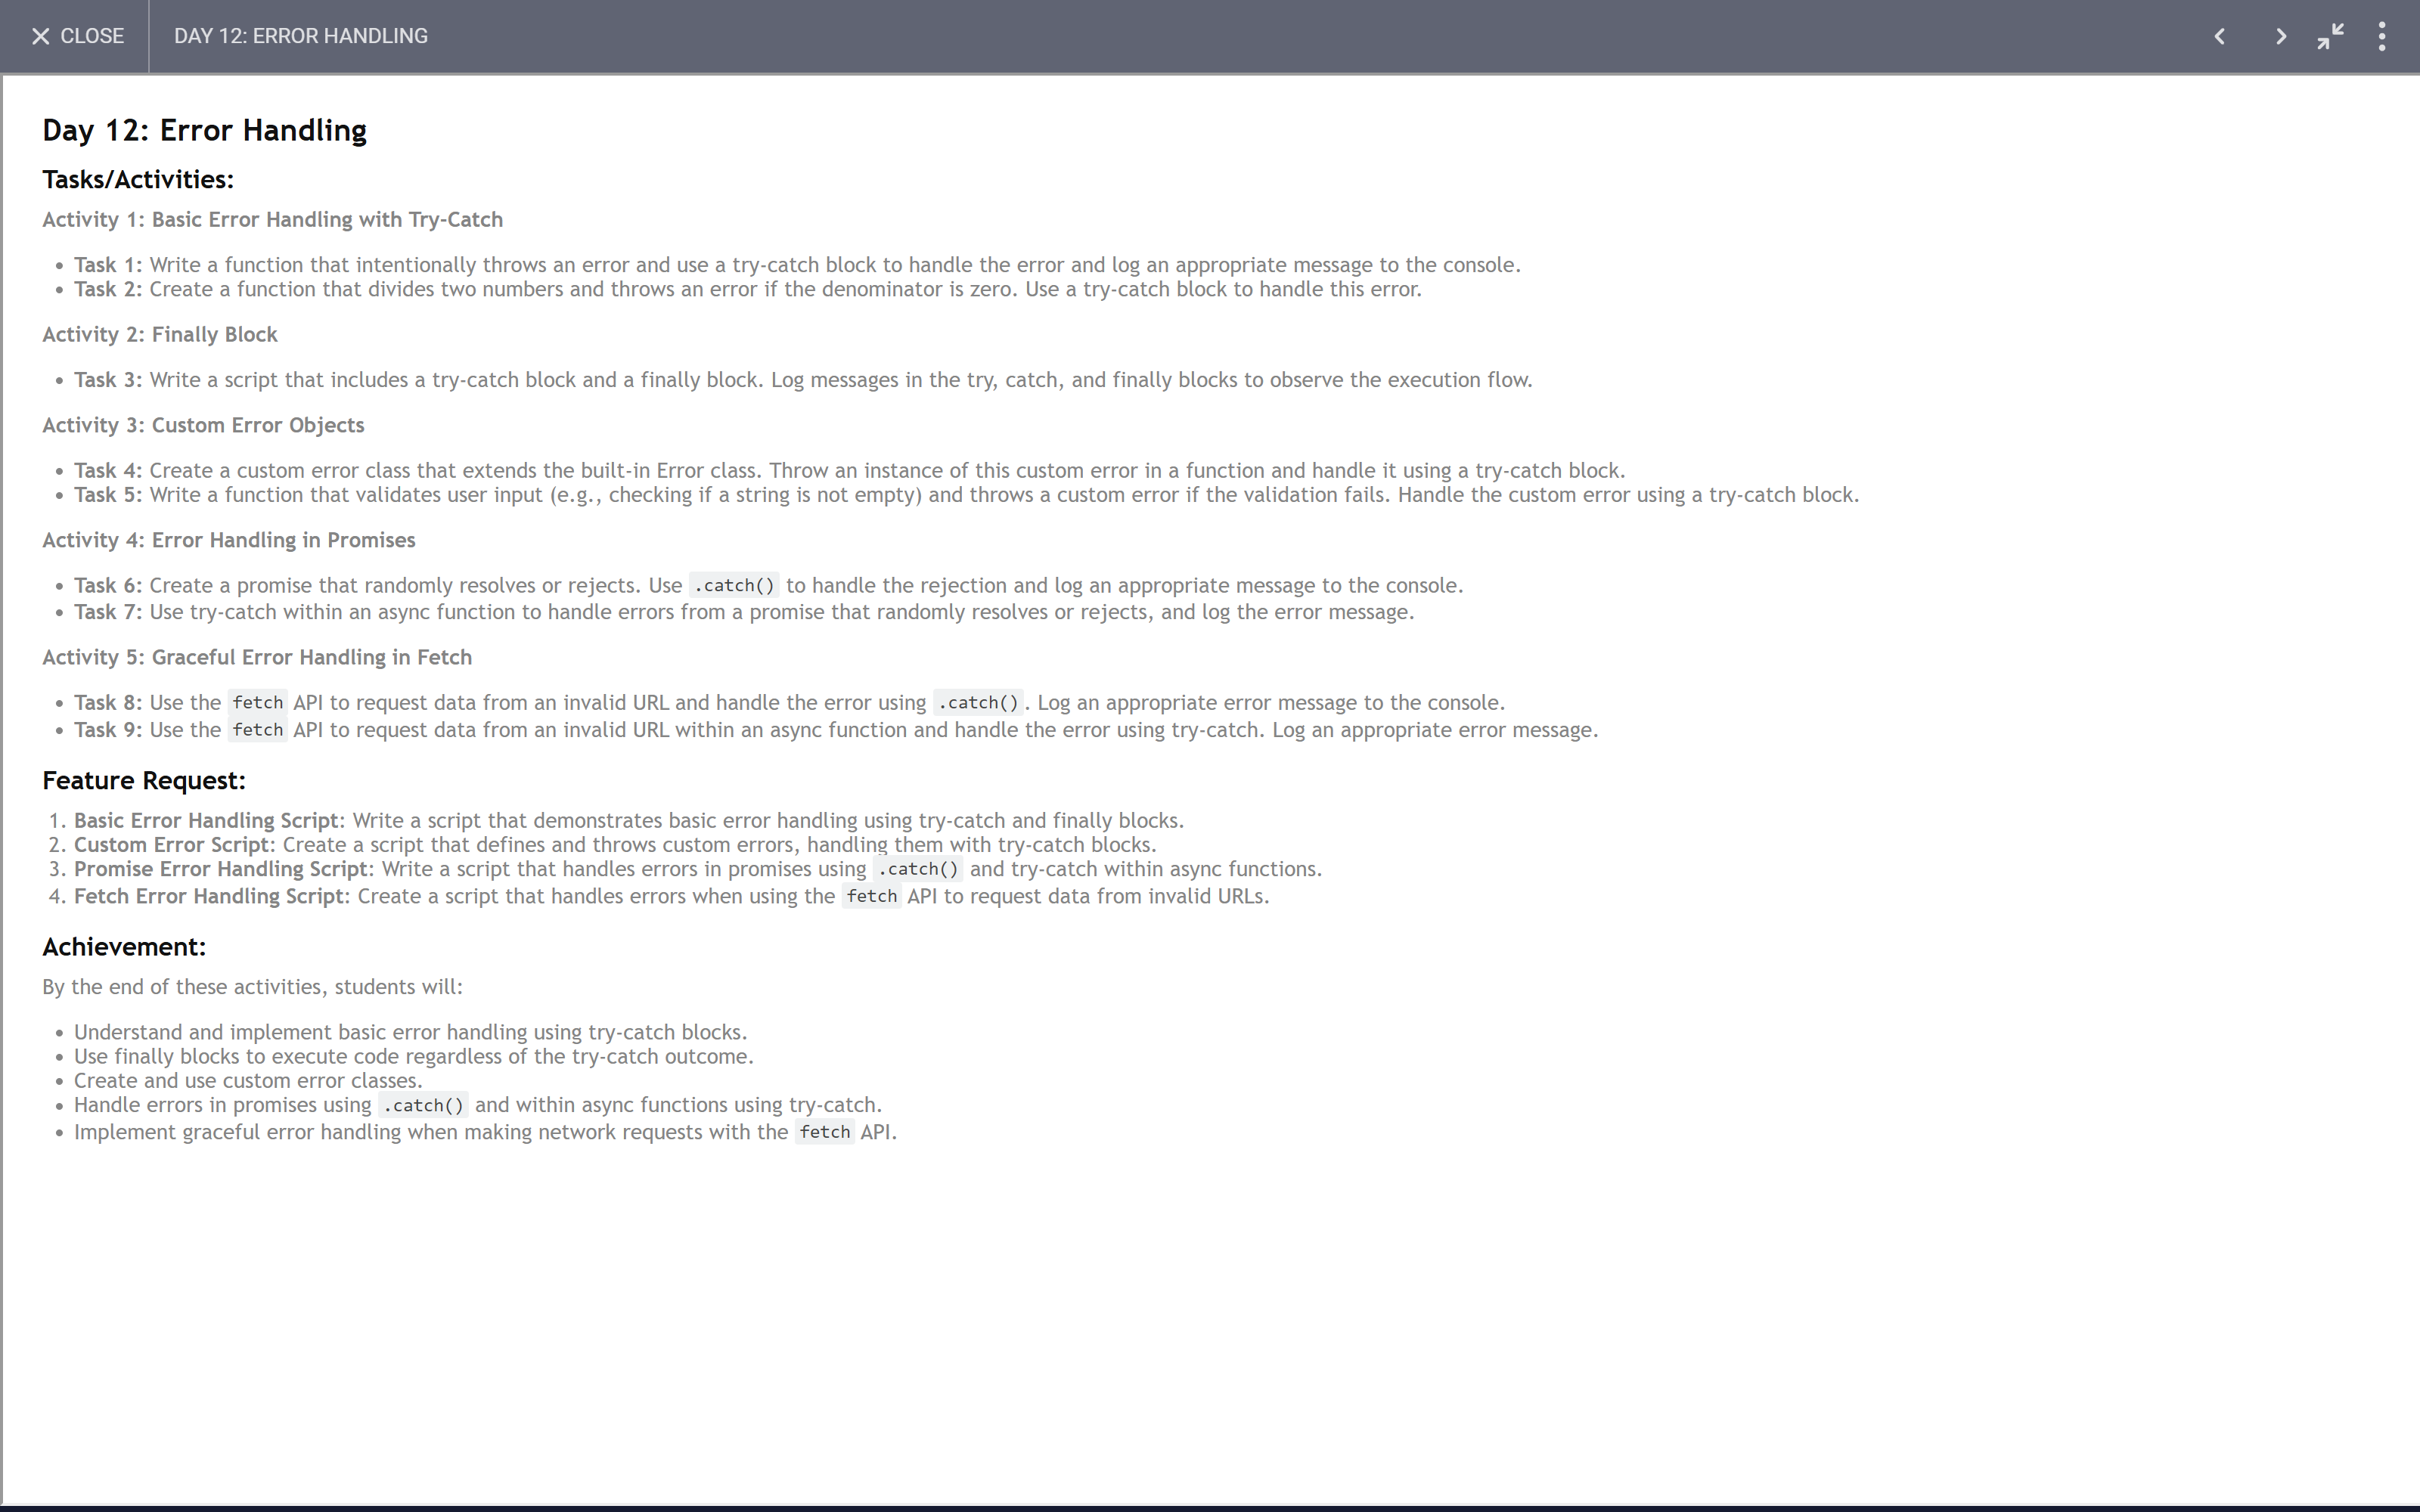 CLOSE
DAY 12: ERROR HANDLING
Day 12: Error Handling
Tasks/Activities:
Activity 1: Basic Error Handling with Try-Catch
Task 1: Write a function that intentionally throws an error and use a try-catch block to handle the error and log an appropriate message to the console.
Task 2: Create a function that divides two numbers and throws an error if the denominator is zero. Use a try-catch block to handle this error.
Activity 2: Finally Block
Task 3: Write a script that includes a try-catch block and a finally block. Log messages in the try, catch, and finally blocks to observe the execution flow.
Activity 3: Custom Error Objects
Task 4: Create a custom error class that extends the built-in Error class. Throw an instance of this custom error in a function and handle it using a try-catch block.
Task 5: Write a function that validates user input (e.g., checking if a string is not empty) and throws a custom error if the validation fails. Handle the custom error using a try-catch block.
Activity 4: Error Handling in Promises
Task 6: Create a promise that randomly resolves or rejects. Use .catch() to handle the rejection and log an appropriate message to the console.
Task 7: Use try-catch within an async function to handle errors from a promise that randomly resolves or rejects, and log the error message.
Activity 5: Graceful Error Handling in Fetch
Task 8: Use the fetch API to request data from an invalid URL and handle the error using .catch(). Log an appropriate error message to the console.
Task 9: Use the fetch API to request data from an invalid URL within an async function and handle the error using try-catch. Log an appropriate error message.
Feature Request:
1. Basic Error Handling Script: Write a script that demonstrates basic error handling using try-catch and finally blocks.
2. Custom Error Script: Create a script that defines and throws custom errors, handling them with try-catch blocks.
3. Promise Error Handling Script: Write a script that handles errors in promises using .catch() and try-catch within async functions.
4. Fetch Error Handling Script: Create a script that handles errors when using the fetch API to request data from invalid URLs.
Achievement:
By the end of these activities, students will:
Understand and implement basic error handling using try-catch blocks.
Use finally blocks to execute code regardless of the try-catch outcome.
Create and use custom error classes.
Handle errors in promises using .catch() and within async functions using try-catch.
Implement graceful error handling when making network requests with the fetch API.